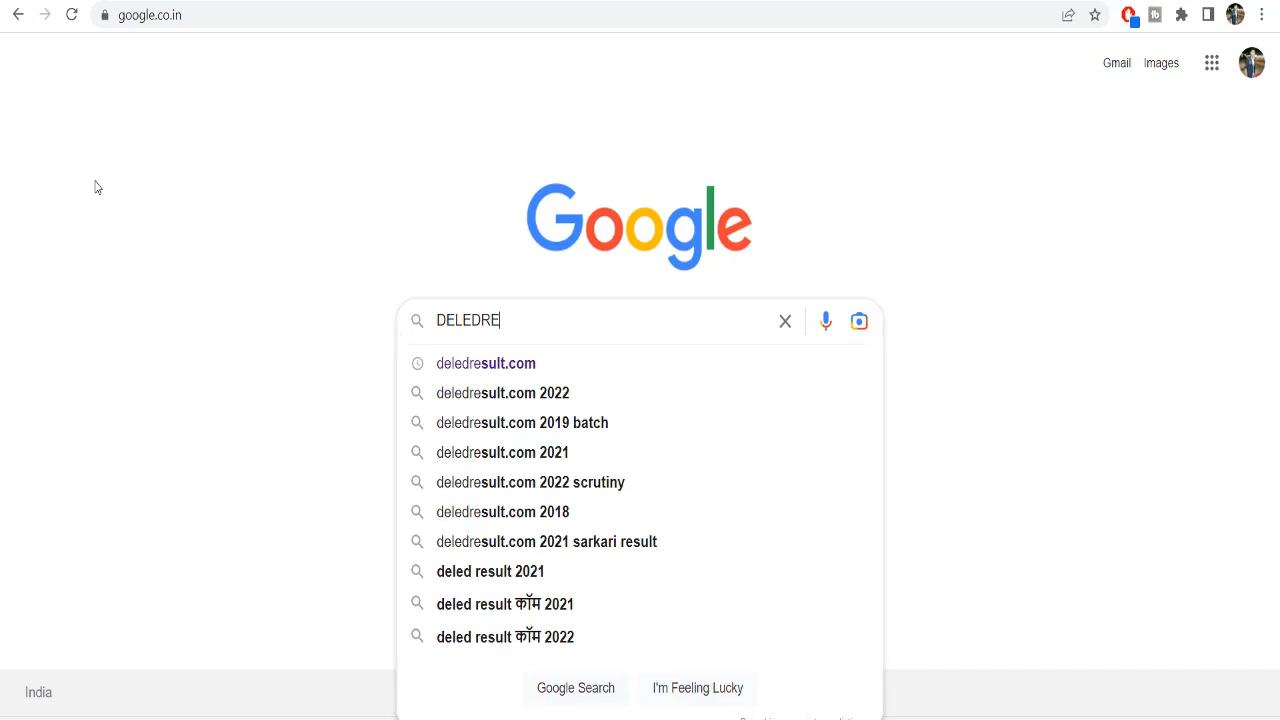 google.co.in
Gmail Images
Google
DELEDRE
deledresult.com
deledresult.com 2022
deledresult.com 2019 batch
deledresult.com 2021
deledresult.com 2022 scrutiny
deledresult.com 2018
deledresult.com 2021 sarkari result
deled result 2021
deled result कॉम 2021
deled result कॉम 2022
Google Search I'm Feeling Lucky
India